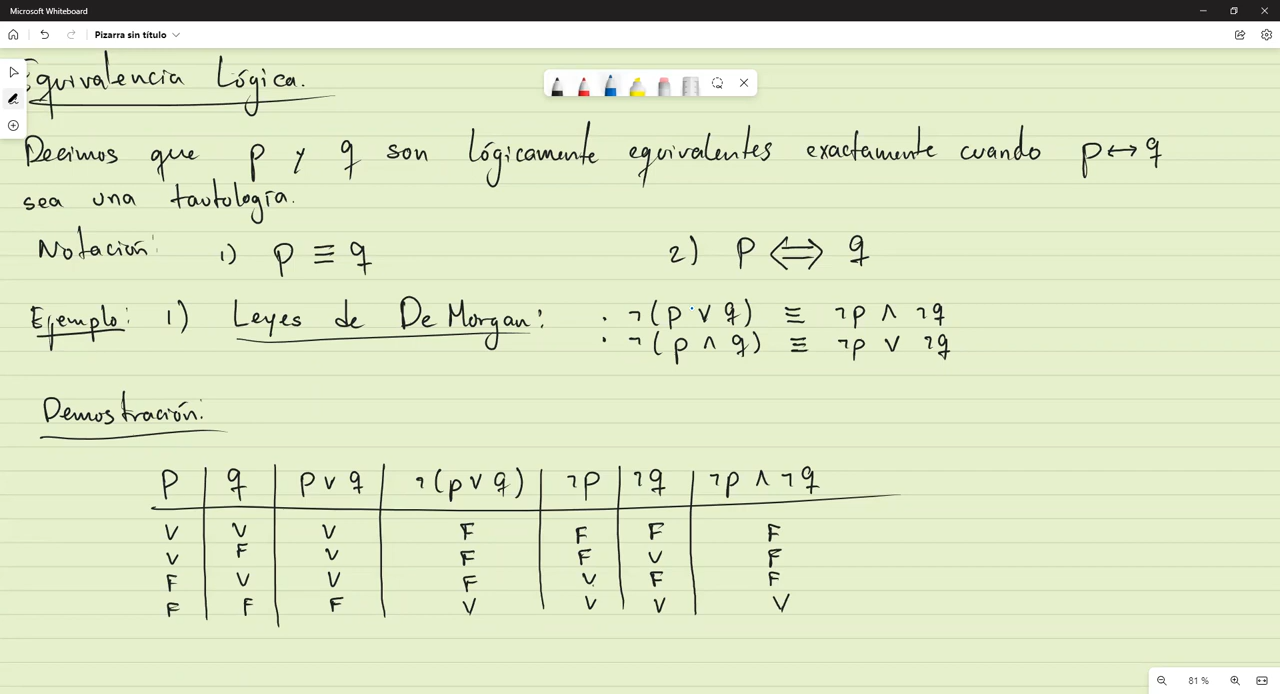 Microsoft Whiteboard
Pizarra sin título
Equivalencia Lógica.
Decimos que p y q son lógicamente equivalentes exactamente cuando p↔q
sea una tautología.
Notación: 1) p ≡ q 2) p ⟺ q
Ejemplo: 1) Leyes de De Morgan: · ¬(p ∨ q) ≡ ¬p ∧ ¬q
· ¬(p ∧ q) ≡ ¬p ∨ ¬q
Demostración:
p | q | p ∨ q | ¬(p ∨ q) | ¬p | ¬q | ¬p ∧ ¬q
V | V | V | F | F | F | F
V | F | V | F | F | V | F
F | V | V | F | V | F | F
F | F | F | V | V | V | V
81 %